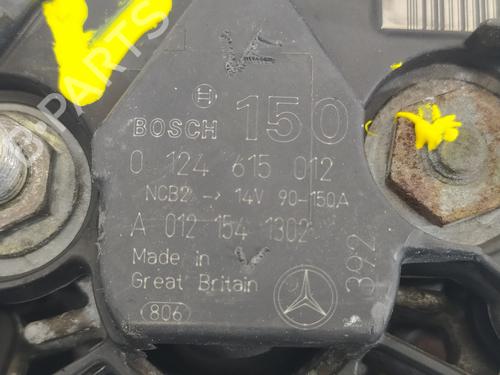 BOSCH 150
0 124 615 012
NCB2 → 14V 90-150A
A 012 154 1302
Made in
Great Britain
806
392
B PARTS